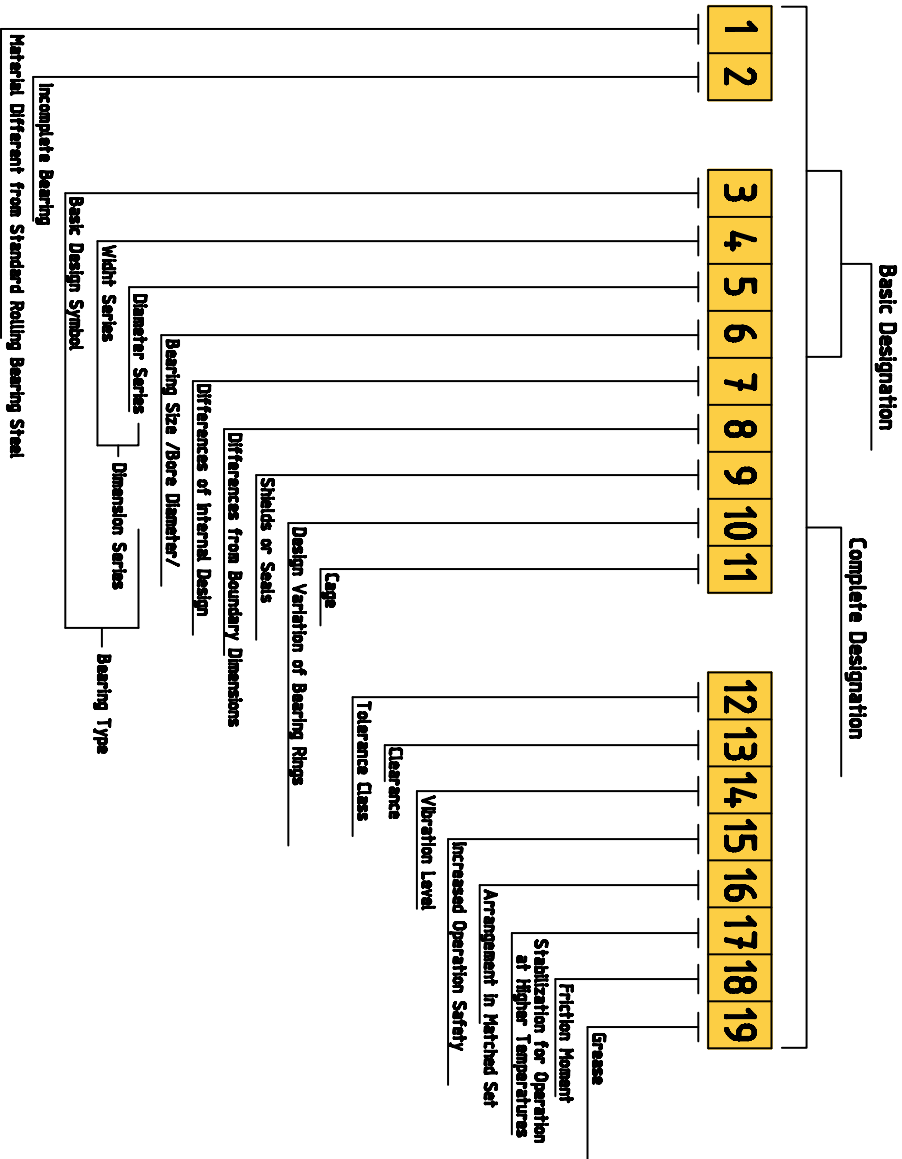 Basic Designation
Complete Designation
1 2 3 4 5 6 7 8 9 10 11 12 13 14 15 16 17 18 19
Grease
Friction Moment
Stabilization for Operation
at Higher Temperatures
Arrangement in Matched Set
Increased Operation Safety
Vibration Level
Clearance
Tolerance Class
Cage
Design Variation of Bearing Rings
Shields or Seals
Differences from Boundary Dimensions
Differences of Internal Design
Bearing Size /Bore Diameter/
Diameter Series
Dimension Series
Widht Series
Bearing Type
Basic Design Symbol
Incomplete Bearing
Material Different from Standard Rolling Bearing Steel